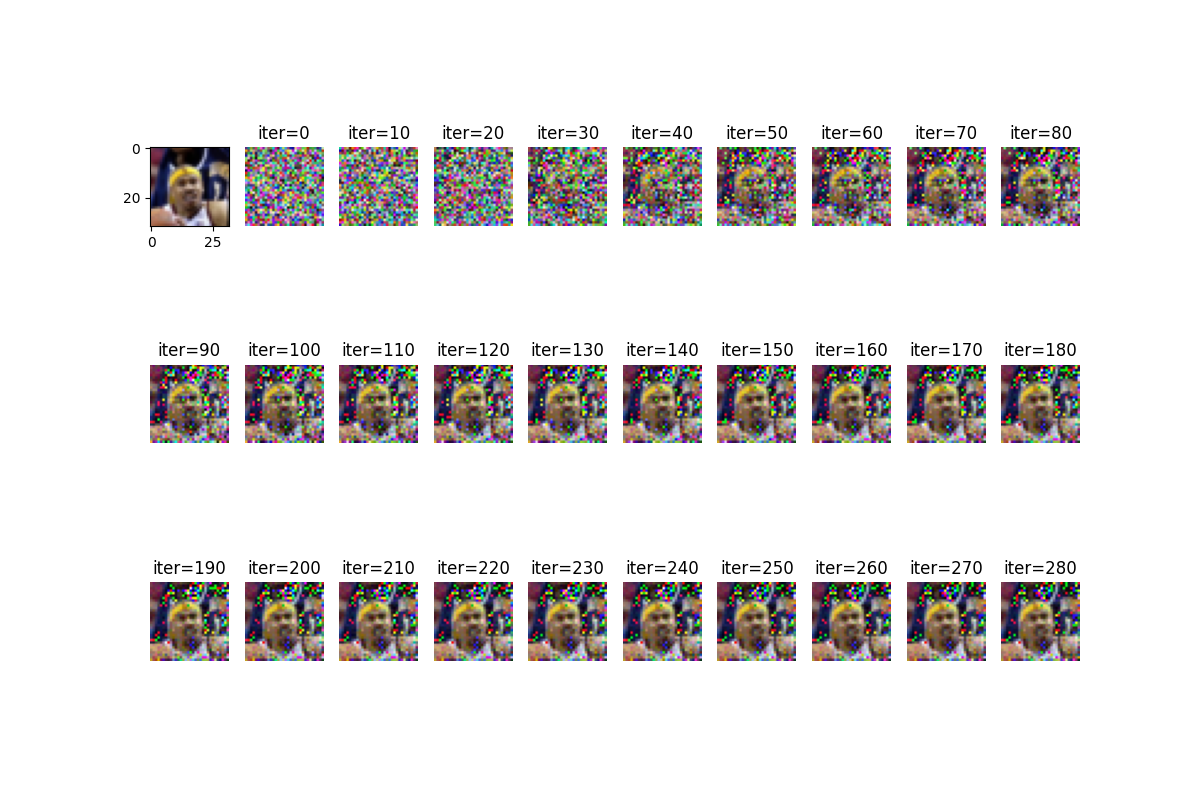 iter=0 iter=10 iter=20 iter=30 iter=40 iter=50 iter=60 iter=70 iter=80
0
20
0 25
iter=90 iter=100 iter=110 iter=120 iter=130 iter=140 iter=150 iter=160 iter=170 iter=180
iter=190 iter=200 iter=210 iter=220 iter=230 iter=240 iter=250 iter=260 iter=270 iter=280